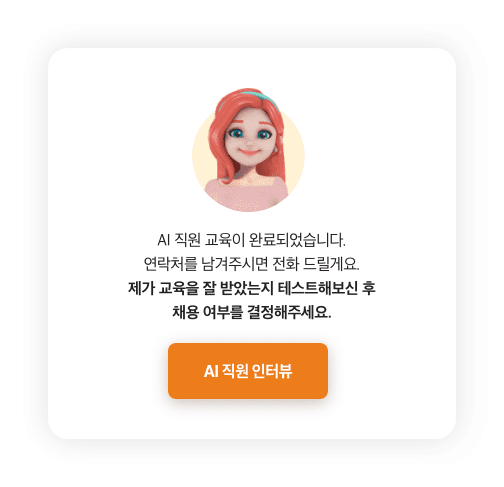 AI 직원 교육이 완료되었습니다.
연락처를 남겨주시면 전화 드릴게요.
제가 교육을 잘 받았는지 테스트해보신 후
채용 여부를 결정해주세요.
AI 직원 인터뷰